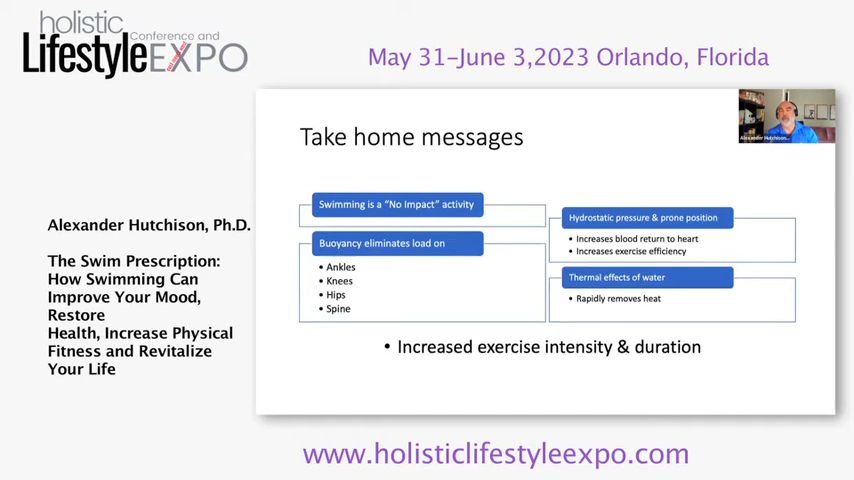 holistic
Conference and
LifestyleEXPO
May 31-June 3,2023 Orlando, Florida
Alexander Hutchison, Ph.D.
The Swim Prescription:
How Swimming Can
Improve Your Mood,
Restore
Health, Increase Physical
Fitness and Revitalize
Your Life
Take home messages
Alexander Hutchison...
Swimming is a “No Impact” activity
Buoyancy eliminates load on
• Ankles
• Knees
• Hips
• Spine
Hydrostatic pressure & prone position
• Increases blood return to heart
• Increases exercise efficiency
Thermal effects of water
• Rapidly removes heat
• Increased exercise intensity & duration
www.holisticlifestyleexpo.com